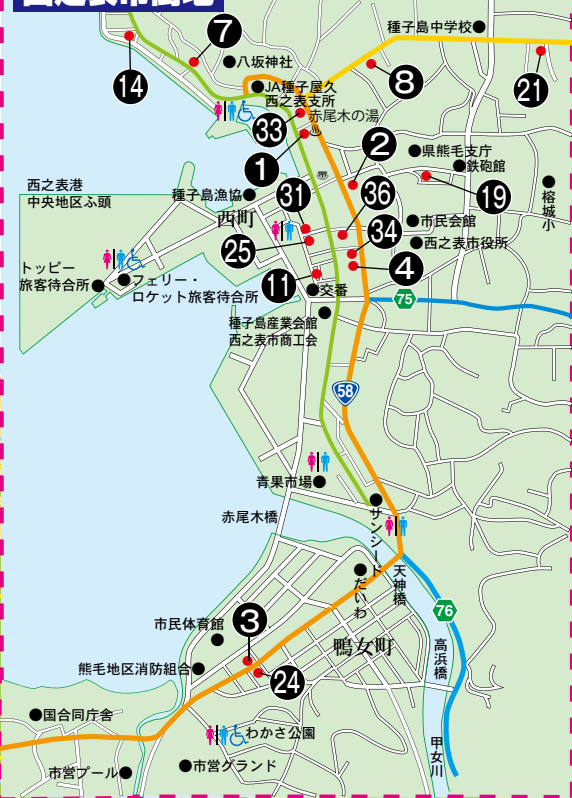 種子島中学校
7
14
八坂神社
8
21
JA種子屋久
西之表支所
赤尾木の湯
33
2
県熊毛支庁
鉄砲館
1
西之表港
中央地区ふ頭
種子島漁協
31
36
19
榕城小
西町
市民会館
25
34
西之表市役所
トッピー
旅客待合所
フェリー・
ロケット旅客待合所
11
4
交番
75
種子島産業会館
西之表市商工会
58
青果市場
赤尾木橋
サンシード
天神橋
だいわ
76
市民体育館
3
鴨女町
高浜橋
熊毛地区消防組合
24
国合同庁舎
わかさ公園
甲女川
市営プール
市営グランド